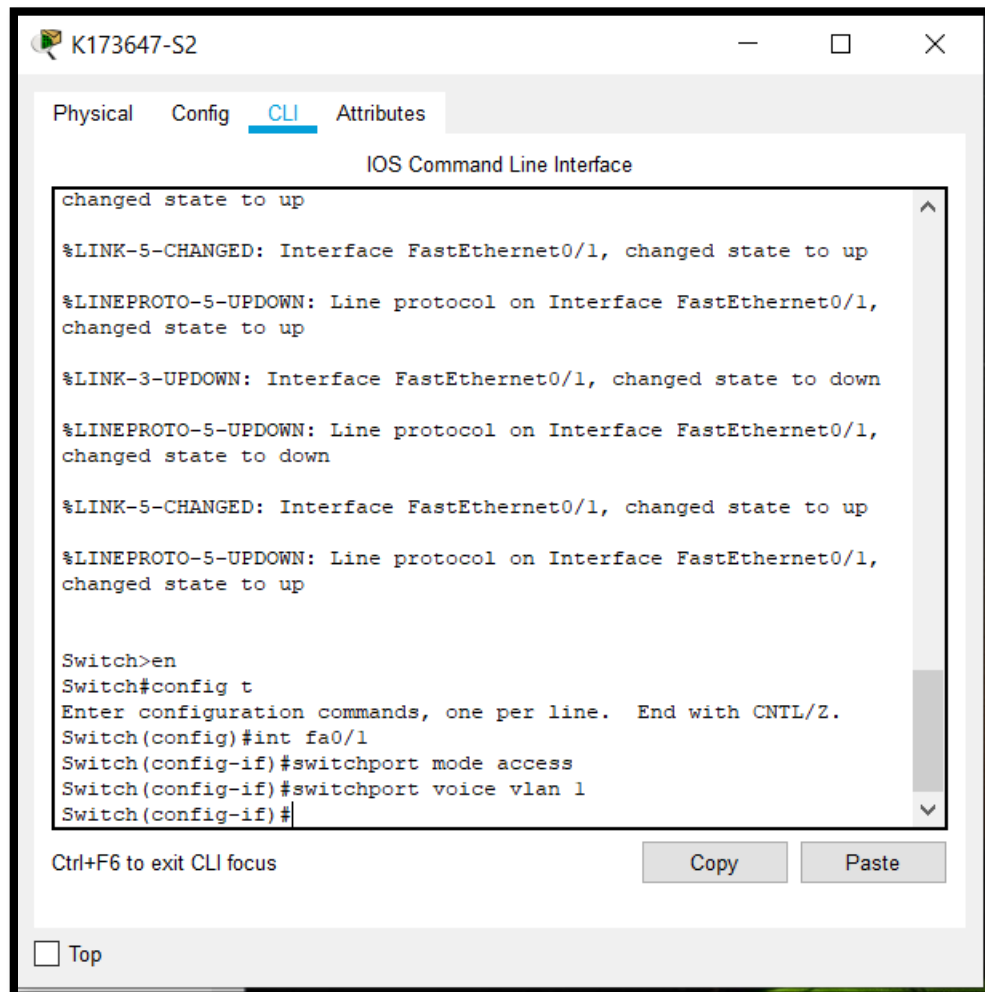 K173647-S2
Physical Config CLI Attributes
IOS Command Line Interface
changed state to up
%LINK-5-CHANGED: Interface FastEthernet0/1, changed state to up
%LINEPROTO-5-UPDOWN: Line protocol on Interface FastEthernet0/1,
changed state to up
%LINK-3-UPDOWN: Interface FastEthernet0/1, changed state to down
%LINEPROTO-5-UPDOWN: Line protocol on Interface FastEthernet0/1,
changed state to down
%LINK-5-CHANGED: Interface FastEthernet0/1, changed state to up
%LINEPROTO-5-UPDOWN: Line protocol on Interface FastEthernet0/1,
changed state to up
Switch>en
Switch#config t
Enter configuration commands, one per line.  End with CNTL/Z.
Switch(config)#int fa0/1
Switch(config-if)#switchport mode access
Switch(config-if)#switchport voice vlan 1
Switch(config-if)#
Ctrl+F6 to exit CLI focus Copy Paste
Top